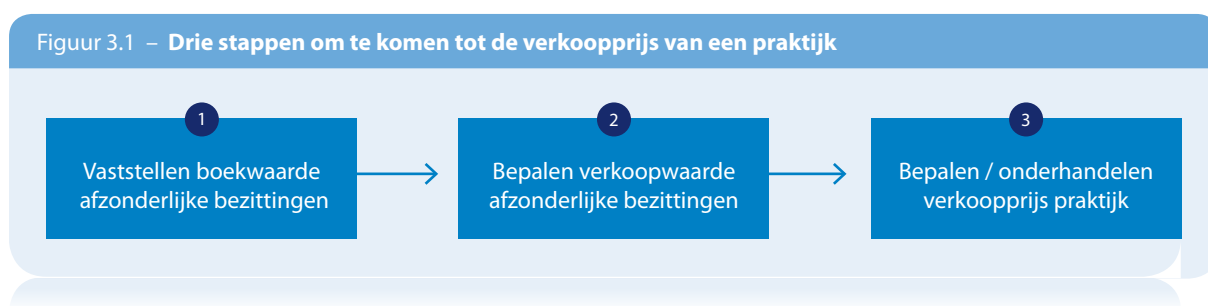 Figuur 3.1 – Drie stappen om te komen tot de verkoopprijs van een praktijk
1
Vaststellen boekwaarde
afzonderlijke bezittingen
2
Bepalen verkoopwaarde
afzonderlijke bezittingen
3
Bepalen / onderhandelen
verkoopprijs praktijk